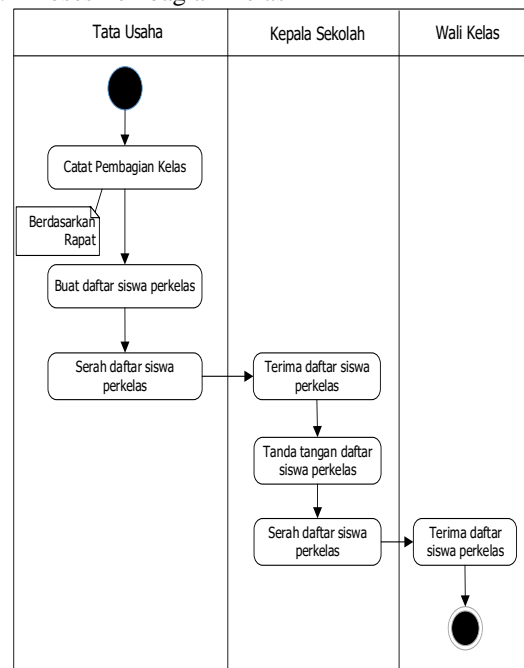 Tata Usaha
Kepala Sekolah
Wali Kelas
Catat Pembagian Kelas
Berdasarkan
Rapat
Buat daftar siswa perkelas
Serah daftar siswa
perkelas
Terima daftar siswa
perkelas
Tanda tangan daftar
siswa perkelas
Serah daftar siswa
perkelas
Terima daftar
siswa perkelas